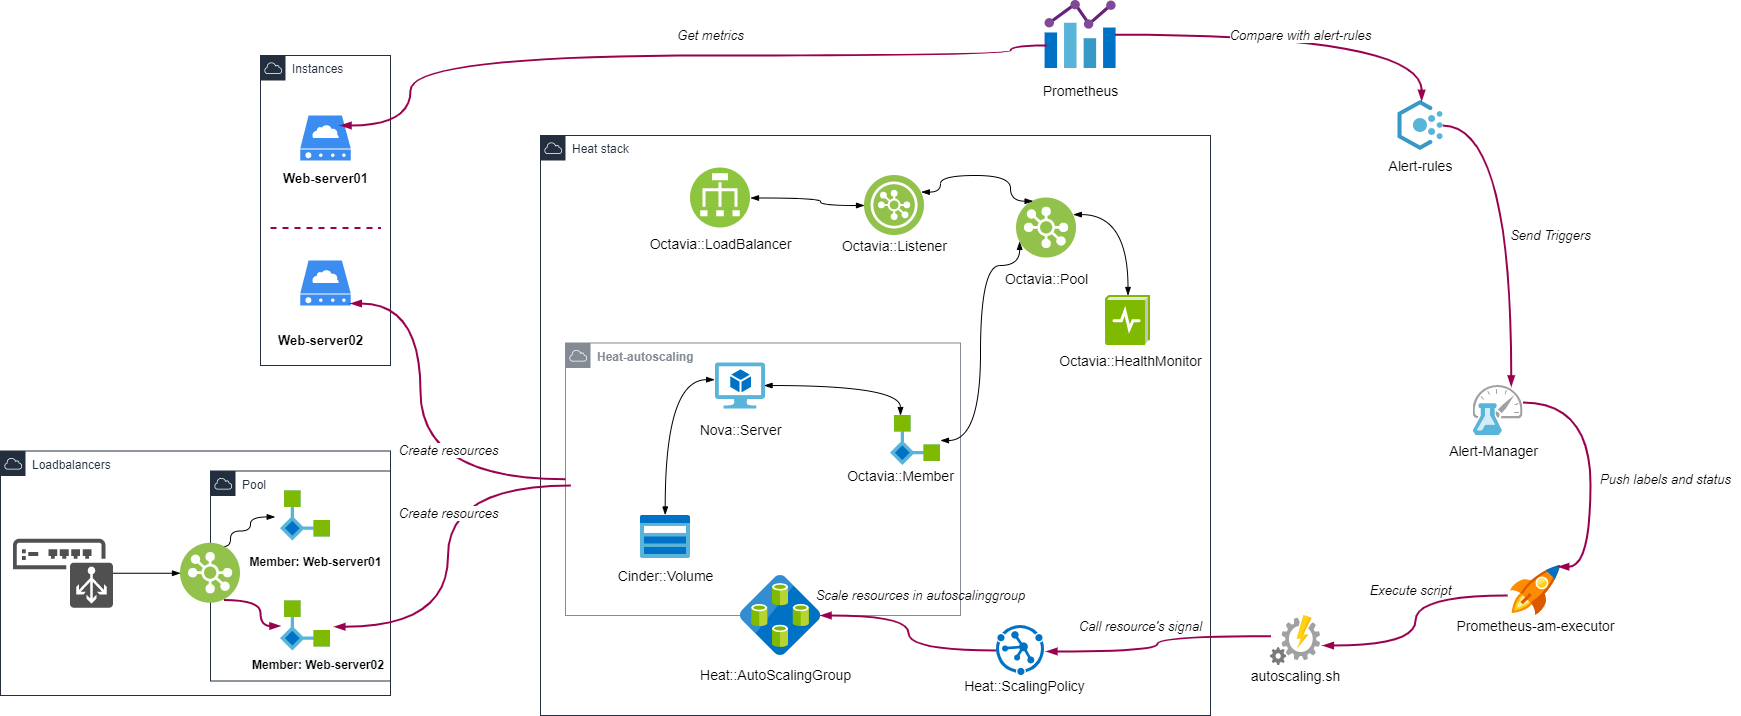 Get metrics
Compare with alert-rules
Prometheus
Instances
Web-server01
Web-server02
Alert-rules
Send Triggers
Heat stack
Octavia::LoadBalancer
Octavia::Listener
Octavia::Pool
Octavia::HealthMonitor
Heat-autoscaling
Nova::Server
Octavia::Member
Cinder::Volume
Alert-Manager
Push labels and status
Create resources
Create resources
Loadbalancers
Pool
Member: Web-server01
Member: Web-server02
Scale resources in autoscalinggroup
Heat::AutoScalingGroup
Heat::ScalingPolicy
Call resource's signal
Execute script
Prometheus-am-executor
autoscaling.sh